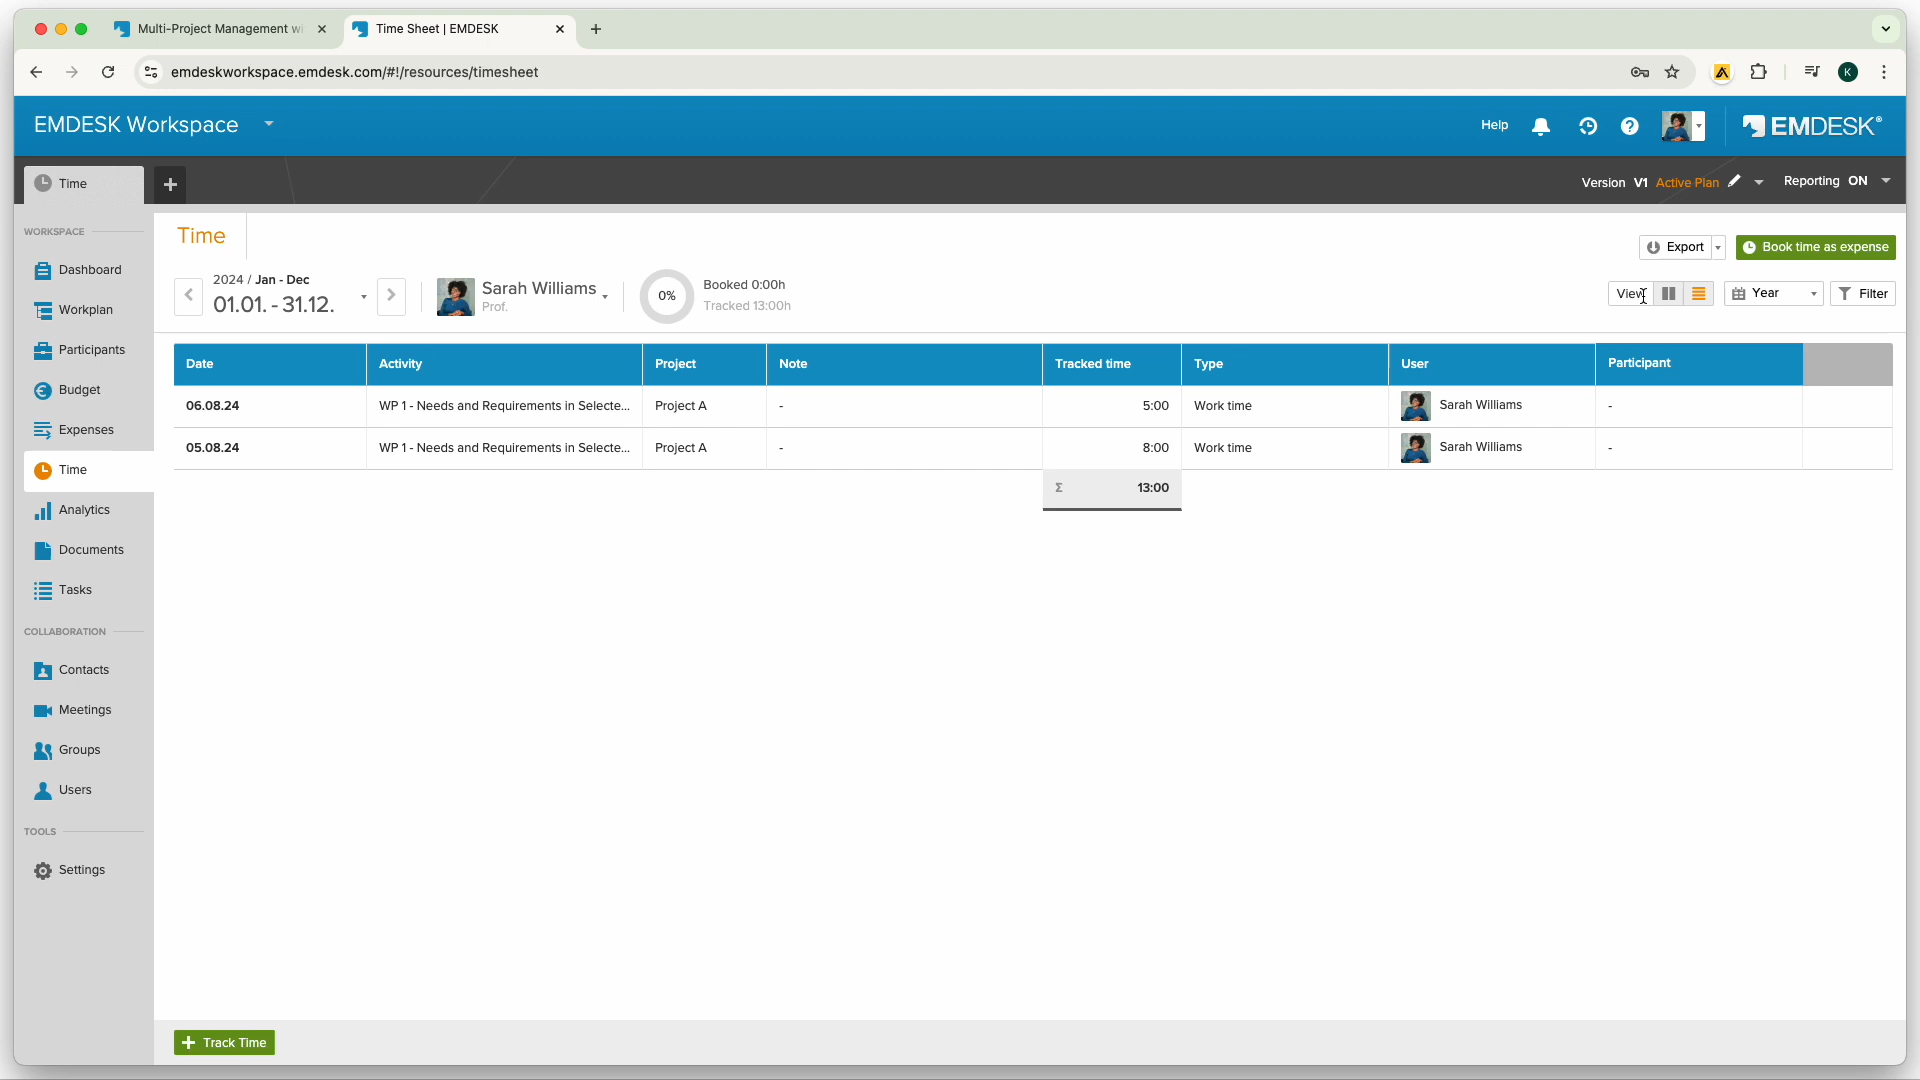 Multi-Project Management wi
Time Sheet | EMDESK
emdeskworkspace.emdesk.com/#!/resources/timesheet
K
EMDESK Workspace
Help
EMDESK®
Time
Version V1 Active Plan
Reporting ON
WORKSPACE
Dashboard
Workplan
Participants
Budget
Expenses
Time
Analytics
Documents
Tasks
COLLABORATION
Contacts
Meetings
Groups
Users
TOOLS
Settings
Time
Export
Book time as expense
2024 / Jan - Dec
01.01. - 31.12.
Sarah Williams
Prof.
0%
Booked 0:00h
Tracked 13:00h
View
Year
Filter
Date Activity Project Note Tracked time Type User Participant
06.08.24 WP 1 - Needs and Requirements in Selecte... Project A - 5:00 Work time Sarah Williams -
05.08.24 WP 1 - Needs and Requirements in Selecte... Project A - 8:00 Work time Sarah Williams -
Σ 13:00
Track Time